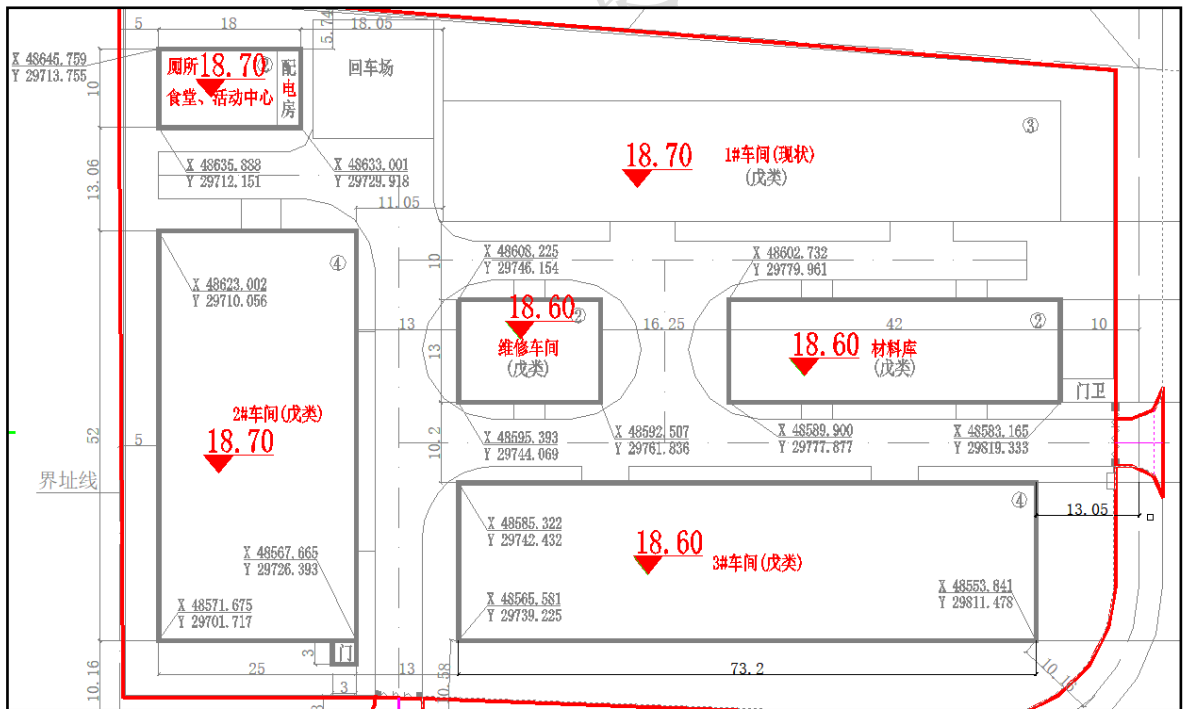 5
18
5.74
18.05
X 48646.759
Y 29713.755
厕所
18.70
②
配电房
食堂、活动中心
回车场
10
③
18.70
1#车间(现状)
(戊类)
X 48635.888
Y 29712.151
X 48633.001
Y 29729.918
13.06
11.05
④
X 48623.002
Y 29710.056
10
X 48608.225
Y 29746.154
X 48602.732
Y 29779.961
18.60
②
维修车间
(戊类)
13
13
16.25
42
②
10
18.60
材料库
(戊类)
门卫
2#车间(戊类)
18.70
52
5
10.2
X 48595.393
Y 29744.069
X 48592.507
Y 29761.836
X 48589.900
Y 29777.877
X 48583.165
Y 29819.333
界址线
④
13.05
X 48585.322
Y 29742.432
18.60
3#车间(戊类)
X 48567.665
Y 29726.393
X 48571.675
Y 29701.717
X 48565.581
Y 29739.225
X 48553.841
Y 29811.478
3
门
25
13
73.2
10.16
3
10.58
10.16